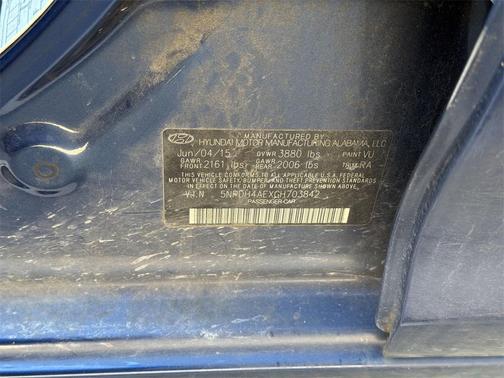 MANUFACTURED BY
HYUNDAI MOTOR MANUFACTURING ALABAMA, LLC
Jun/04/15 GVWR 3880 lbs PAINT VU
GAWR FRONT 2161 lbs GAWR REAR 2006 lbs TRIM RA
THIS VEHICLE CONFORMS TO ALL APPLICABLE U.S.A. FEDERAL
MOTOR VEHICLE SAFETY/BUMPER AND THEFT PREVENTION STANDARDS
IN EFFECT ON THE DATE OF MANUFACTURE SHOWN ABOVE.
V.I.N 5NPDH4AEXGH703842
PASSENGER-CAR